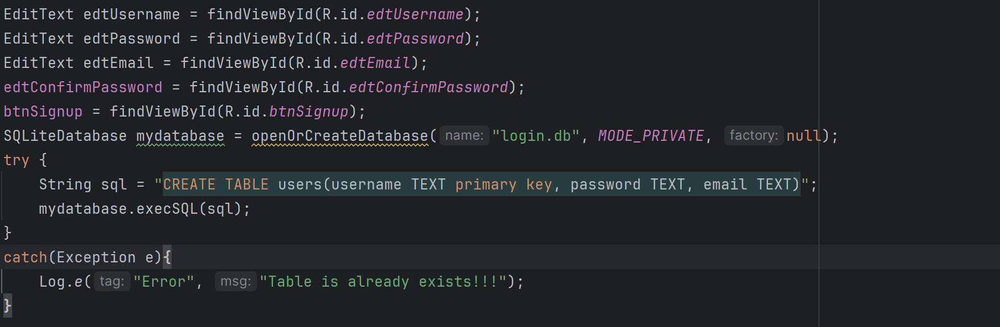 EditText edtUsername = findViewById(R.id.edtUsername);
EditText edtPassword = findViewById(R.id.edtPassword);
EditText edtEmail = findViewById(R.id.edtEmail);
edtConfirmPassword = findViewById(R.id.edtConfirmPassword);
btnSignup = findViewById(R.id.btnSignup);
SQLiteDatabase mydatabase = openOrCreateDatabase( name: "login.db", MODE_PRIVATE, factory: null);
try {
    String sql = "CREATE TABLE users(username TEXT primary key, password TEXT, email TEXT)";
    mydatabase.execSQL(sql);
}
catch(Exception e){
    Log.e( tag: "Error", msg: "Table is already exists!!!");
}